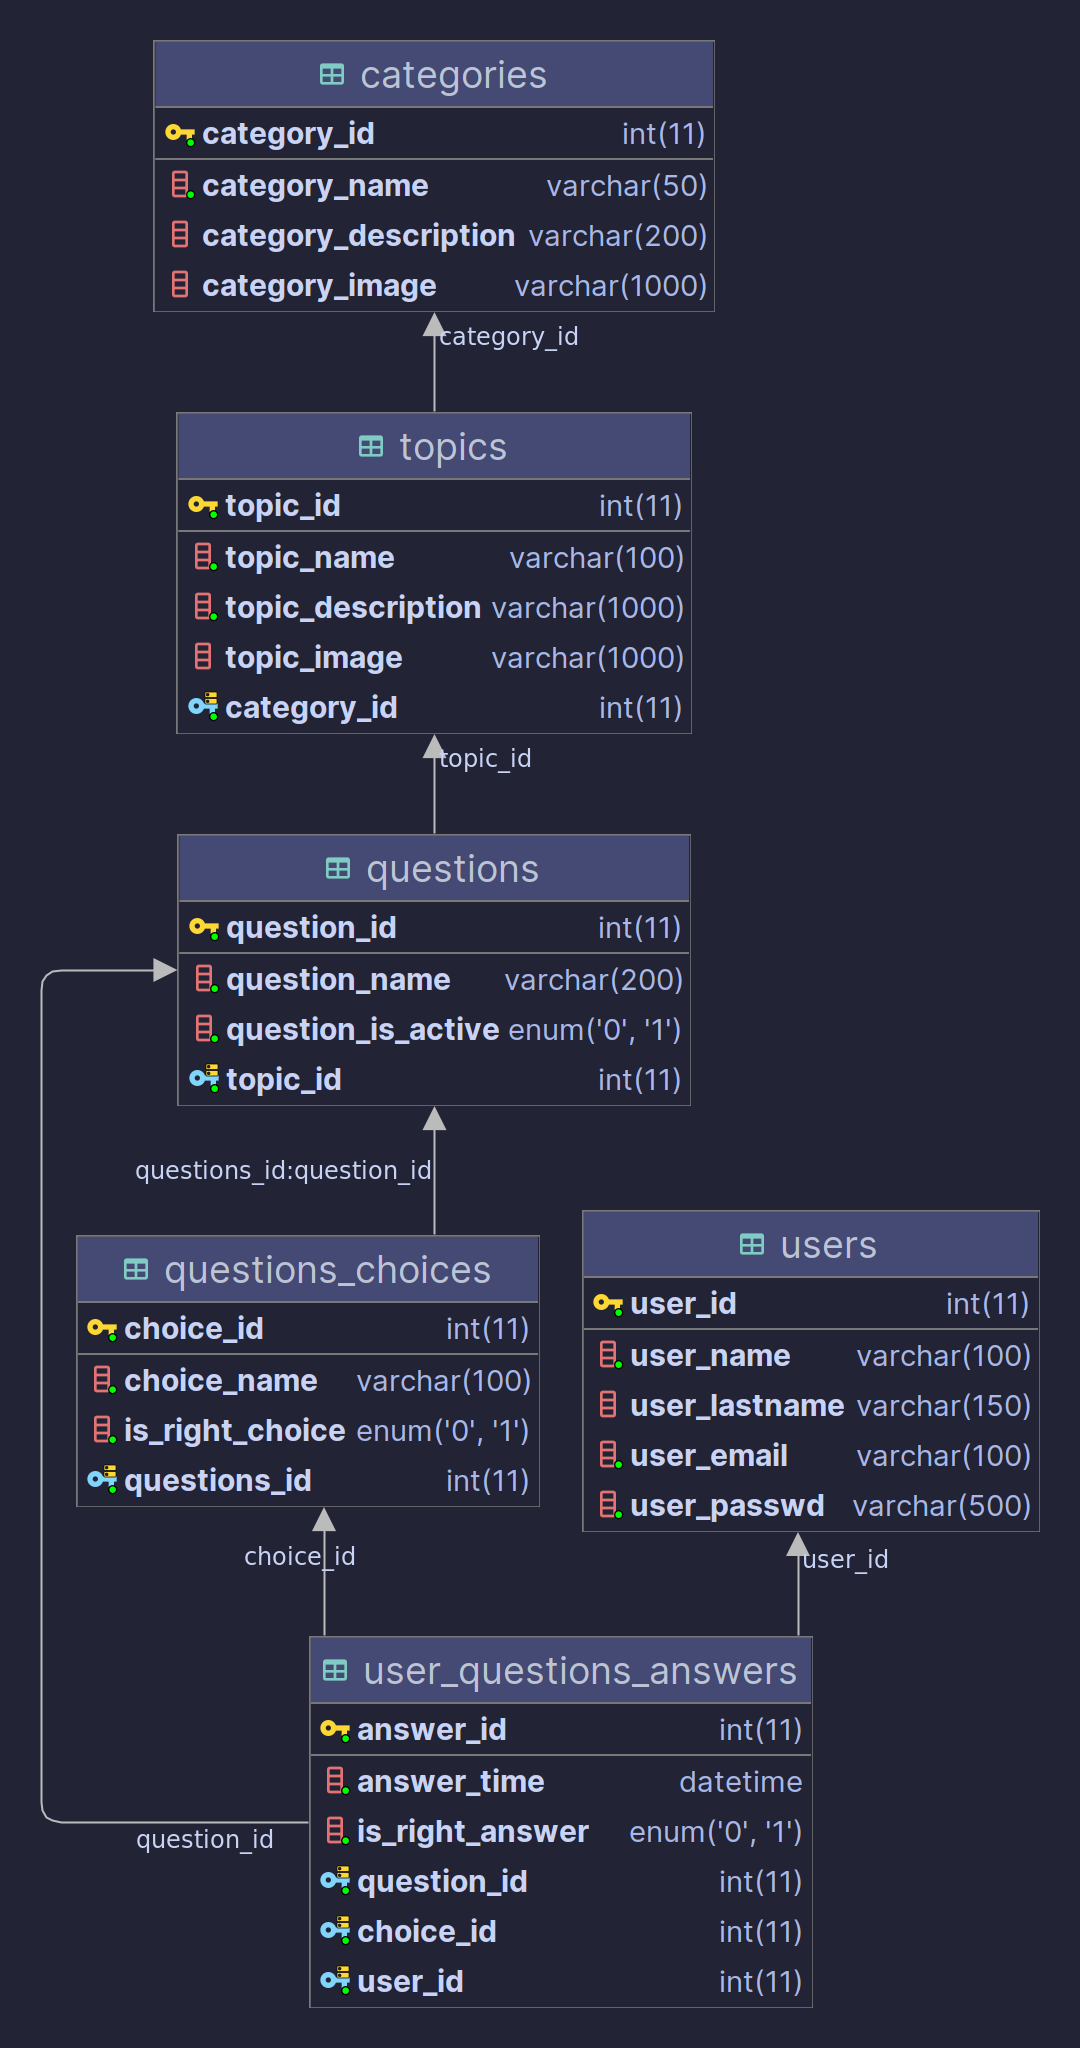 categories
category_id int(11)
category_name varchar(50)
category_description varchar(200)
category_image varchar(1000)
category_id
topics
topic_id int(11)
topic_name varchar(100)
topic_description varchar(1000)
topic_image varchar(1000)
category_id int(11)
topic_id
questions
question_id int(11)
question_name varchar(200)
question_is_active enum('0', '1')
topic_id int(11)
questions_id:question_id
questions_choices
choice_id int(11)
choice_name varchar(100)
is_right_choice enum('0', '1')
questions_id int(11)
choice_id
users
user_id int(11)
user_name varchar(100)
user_lastname varchar(150)
user_email varchar(100)
user_passwd varchar(500)
user_id
user_questions_answers
answer_id int(11)
answer_time datetime
is_right_answer enum('0', '1')
question_id int(11)
choice_id int(11)
user_id int(11)
question_id